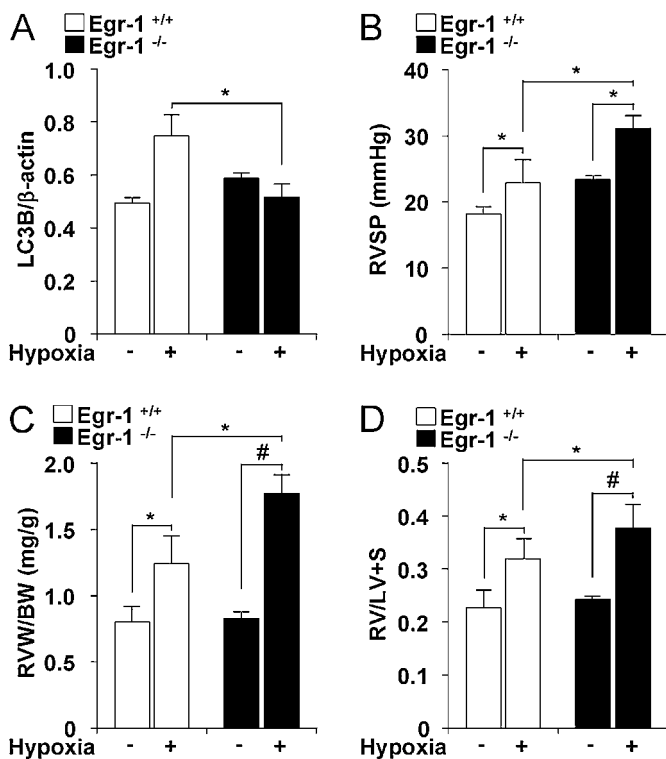 A
Egr-1 +/+
Egr-1 -/-
LC3B/β-actin
1.0
0.8
0.6
0.4
0.2
0
*
Hypoxia - + - +
B
Egr-1 +/+
Egr-1 -/-
RVSP (mmHg)
40
30
20
10
0
* * *
Hypoxia - + - +
C
Egr-1 +/+
Egr-1 -/-
RVW/BW (mg/g)
2.0
1.5
1.0
0.5
0
* * #
Hypoxia - + - +
D
Egr-1 +/+
Egr-1 -/-
RV/LV+S
0.5
0.4
0.3
0.2
0.1
0
* * #
Hypoxia - + - +